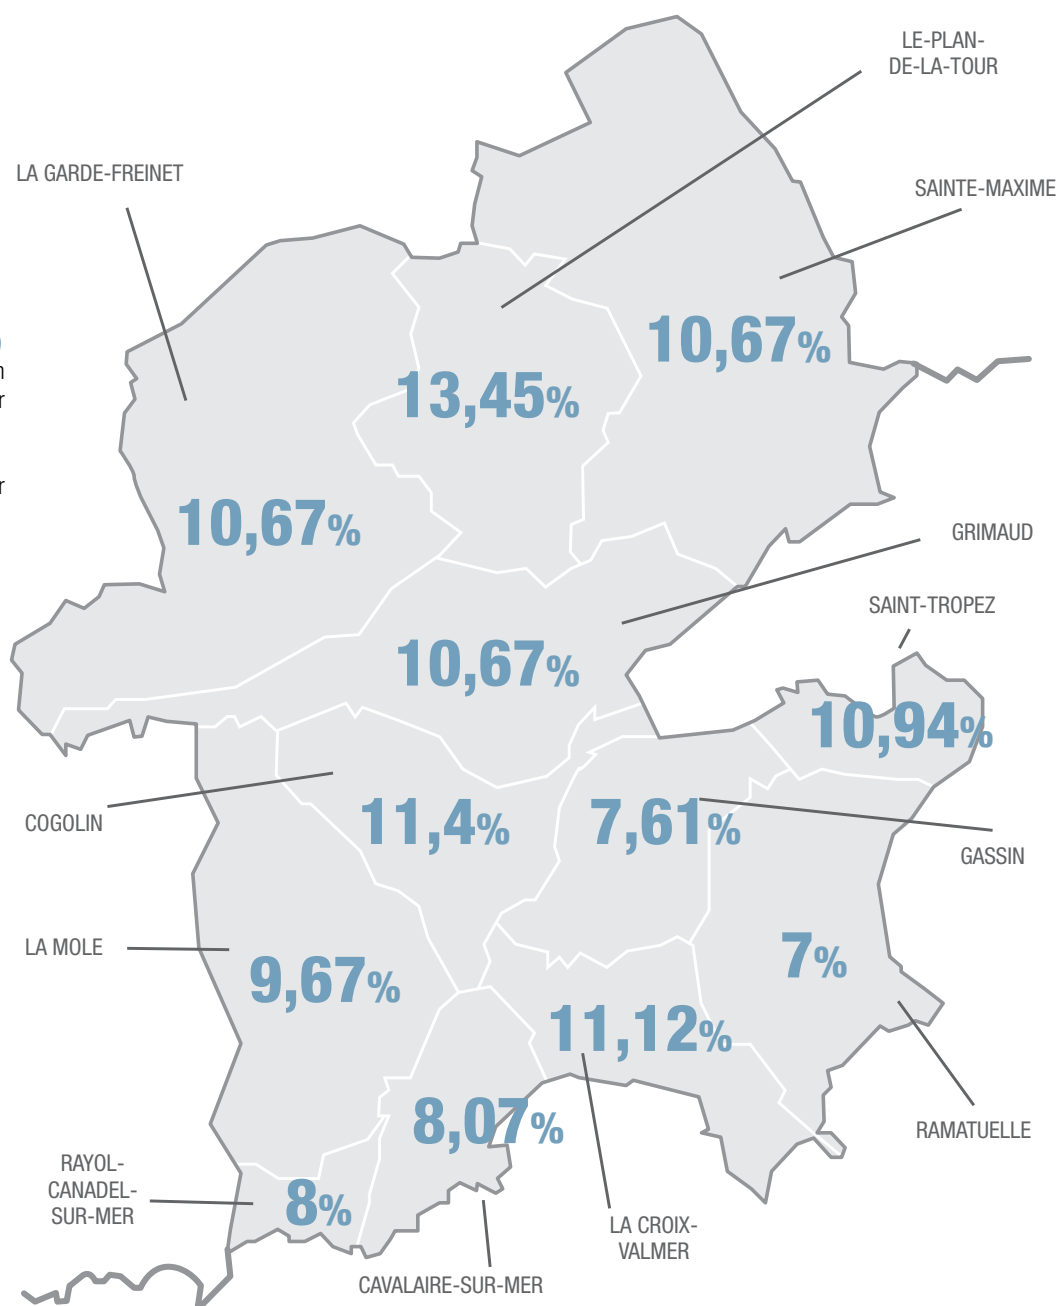 LE-PLAN-
DE-LA-TOUR
LA GARDE-FREINET
SAINTE-MAXIME
10,67%
13,45%
10,67%
GRIMAUD
SAINT-TROPEZ
10,67%
10,94%
COGOLIN
11,4%
7,61%
GASSIN
LA MOLE
9,67%
7%
11,12%
8,07%
RAMATUELLE
RAYOL-
CANADEL-
SUR-MER
8%
LA CROIX-
VALMER
CAVALAIRE-SUR-MER